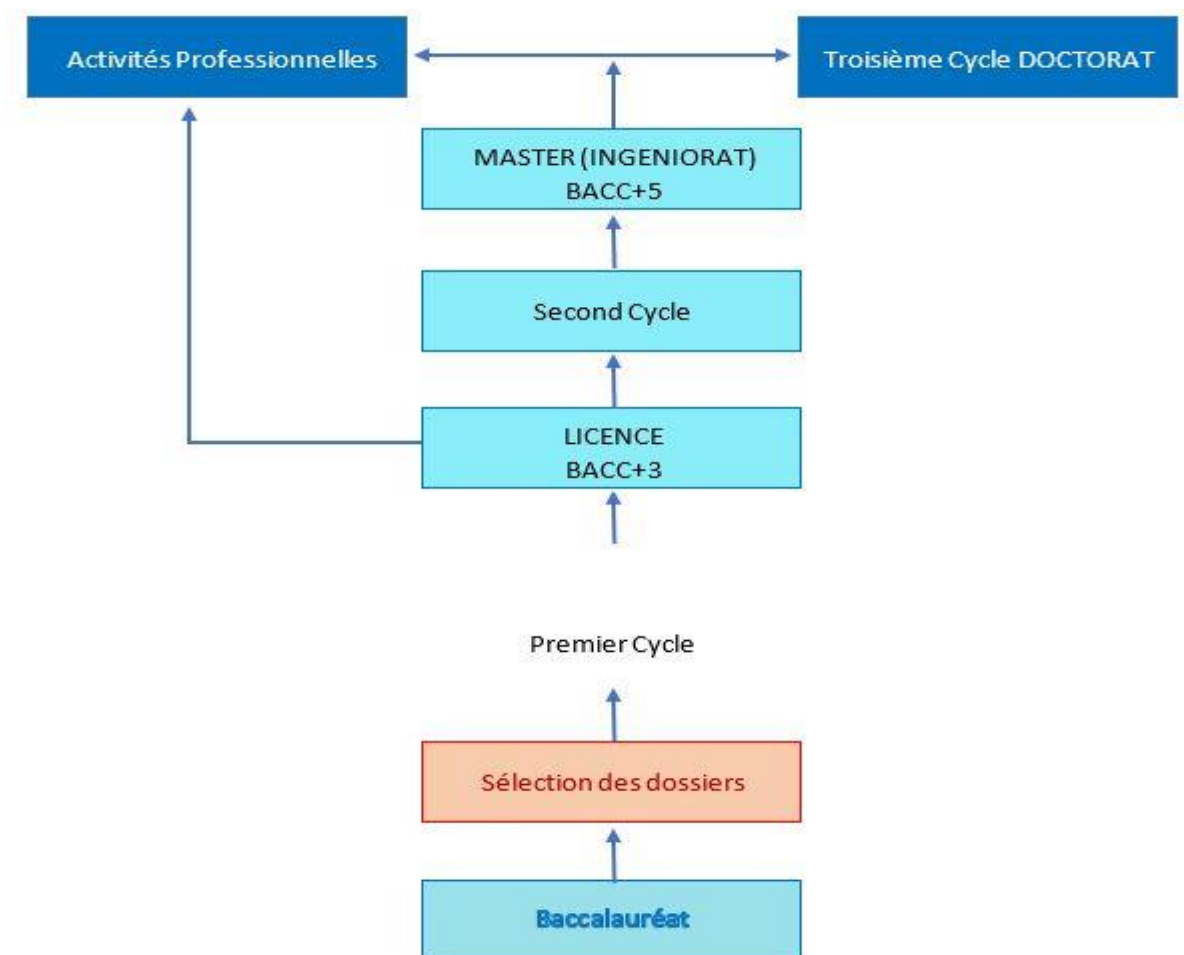 Activités Professionnelles
Troisième Cycle DOCTORAT
MASTER (INGENIORAT)
BACC+5
Second Cycle
LICENCE
BACC+3
Premier Cycle
Sélection des dossiers
Baccalauréat